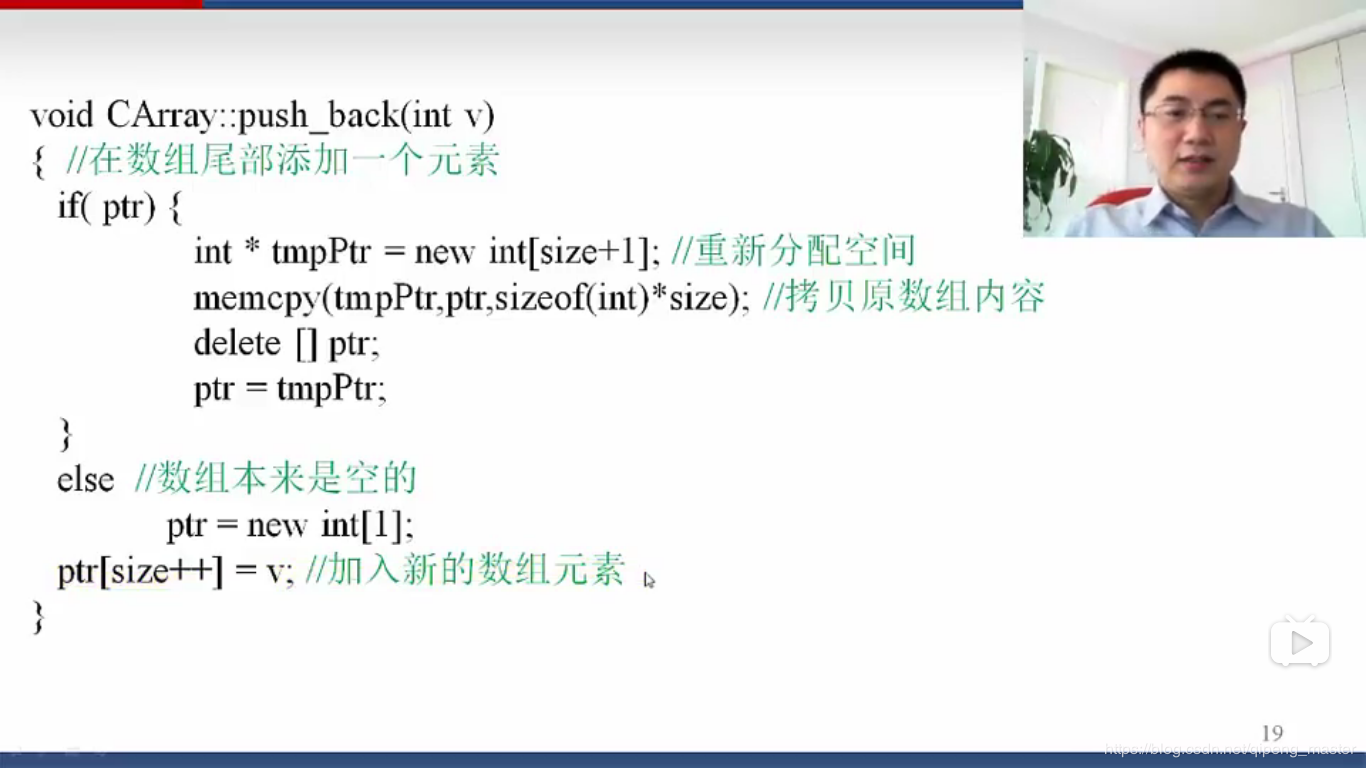 void CArray::push_back(int v)
{ //在数组尾部添加一个元素
if( ptr) {
int * tmpPtr = new int[size+1]; //重新分配空间
memcpy(tmpPtr,ptr,sizeof(int)*size); //拷贝原数组内容
delete [] ptr;
ptr = tmpPtr;
}
else //数组本来是空的
ptr = new int[1];
ptr[size++] = v; //加入新的数组元素
}
19
https://blog.csdn.net/qipeng_master